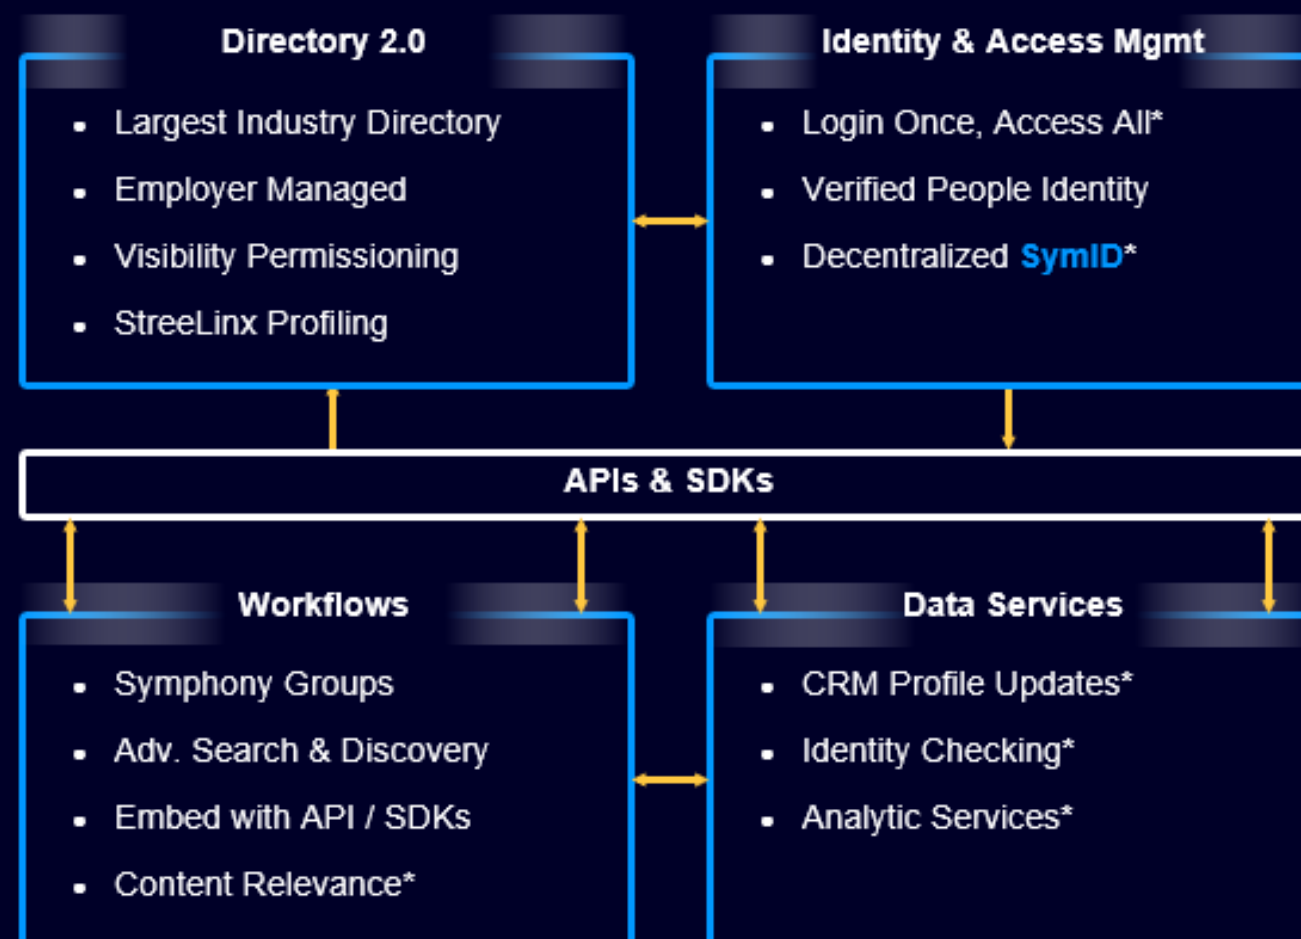 Directory 2.0
Largest Industry Directory
Employer Managed
Visibility Permissioning
StreeLinx Profiling
Identity & Access Mgmt
Login Once, Access All*
Verified People Identity
Decentralized SymID*
APIs & SDKs
Workflows
Symphony Groups
Adv. Search & Discovery
Embed with API / SDKs
Content Relevance*
Data Services
CRM Profile Updates*
Identity Checking*
Analytic Services*